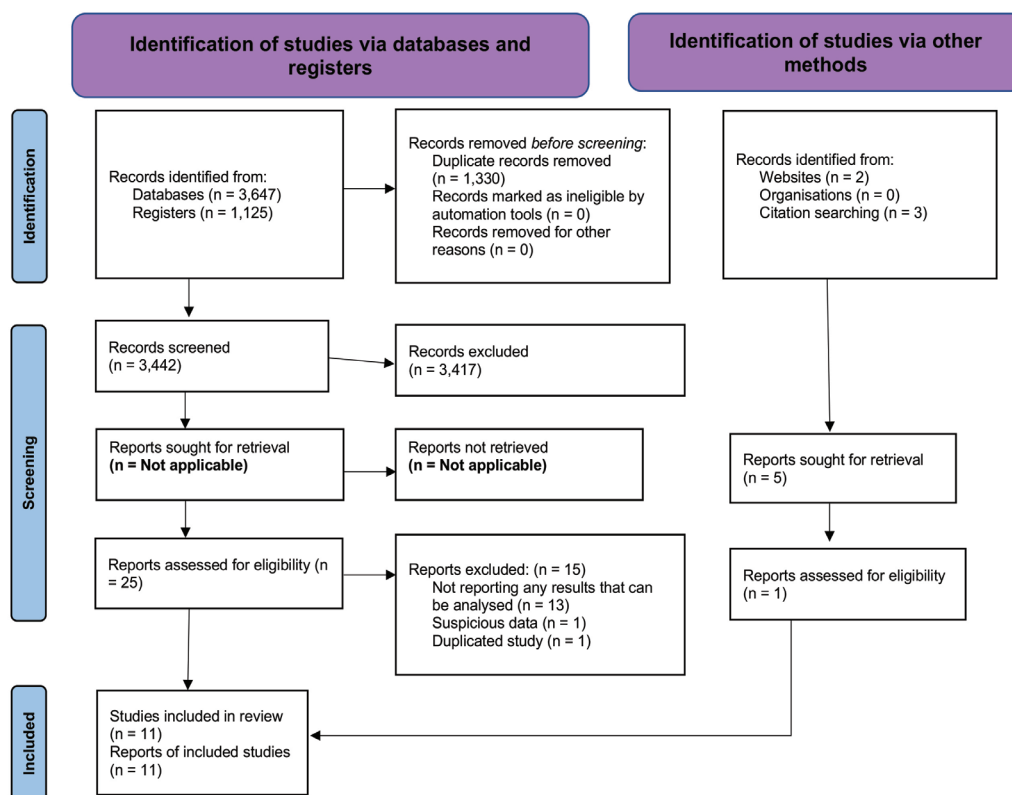 Identification of studies via databases and
registers
Identification of studies via other
methods
Identification
Records identified from:
Databases (n = 3,647)
Registers (n = 1,125)
Records removed before screening:
Duplicate records removed
(n = 1,330)
Records marked as ineligible by
automation tools (n = 0)
Records removed for other
reasons (n = 0)
Records identified from:
Websites (n = 2)
Organisations (n = 0)
Citation searching (n = 3)
Screening
Records screened
(n = 3,442)
Records excluded
(n = 3,417)
Reports sought for retrieval
(n = Not applicable)
Reports not retrieved
(n = Not applicable)
Reports sought for retrieval
(n = 5)
Reports assessed for eligibility (n
= 25)
Reports excluded: (n = 15)
Not reporting any results that can
be analysed (n = 13)
Suspicious data (n = 1)
Duplicated study (n = 1)
Reports assessed for eligibility
(n = 1)
Included
Studies included in review
(n = 11)
Reports of included studies
(n = 11)